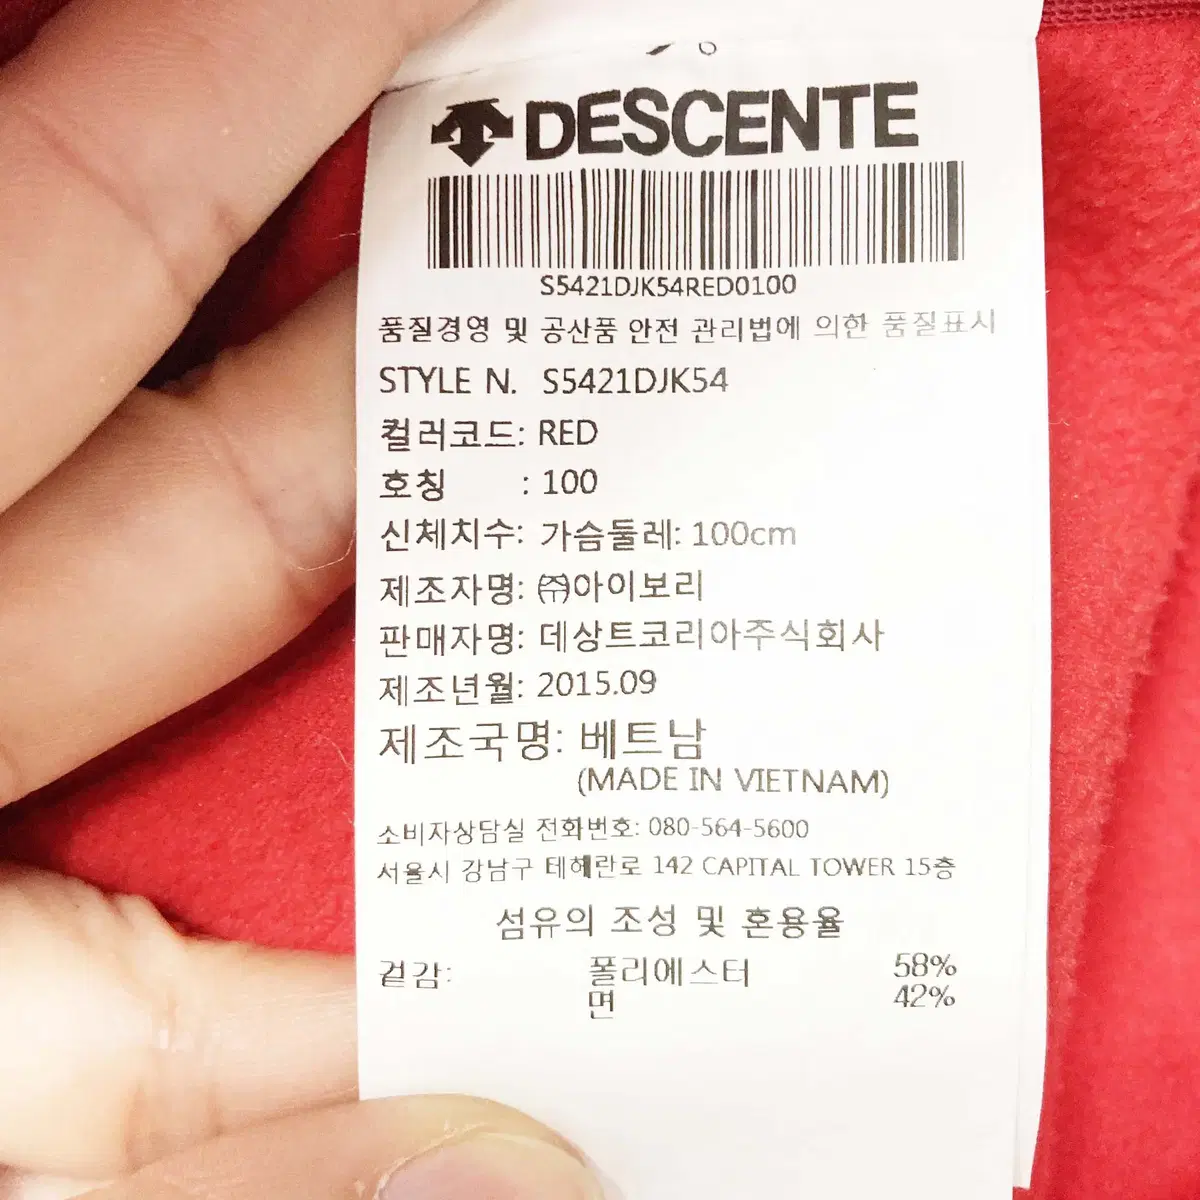 DESCENTE
S5421DJK54RED0100
품질경영 및 공산품 안전 관리법에 의한 품질표시
STYLE N. S5421DJK54
컬러코드: RED
호칭 : 100
신체치수: 가슴둘레: 100cm
제조자명: ㈜아이보리
판매자명: 데상트코리아주식회사
제조년월: 2015.09
제조국명: 베트남
(MADE IN VIETNAM)
소비자상담실 전화번호: 080-564-5600
서울시 강남구 테헤란로 142 CAPITAL TOWER 15층
섬유의 조성 및 혼용율
겉감: 폴리에스터 58%
면 42%